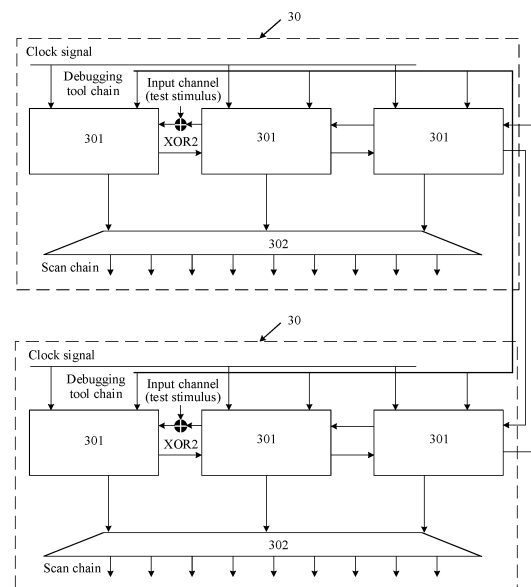 30
Clock signal
Debugging
tool chain
Input channel
(test stimulus)
301
XOR2
301
301
302
Scan chain
30
Clock signal
Debugging
tool chain
Input channel
(test stimulus)
301
XOR2
301
301
302
Scan chain